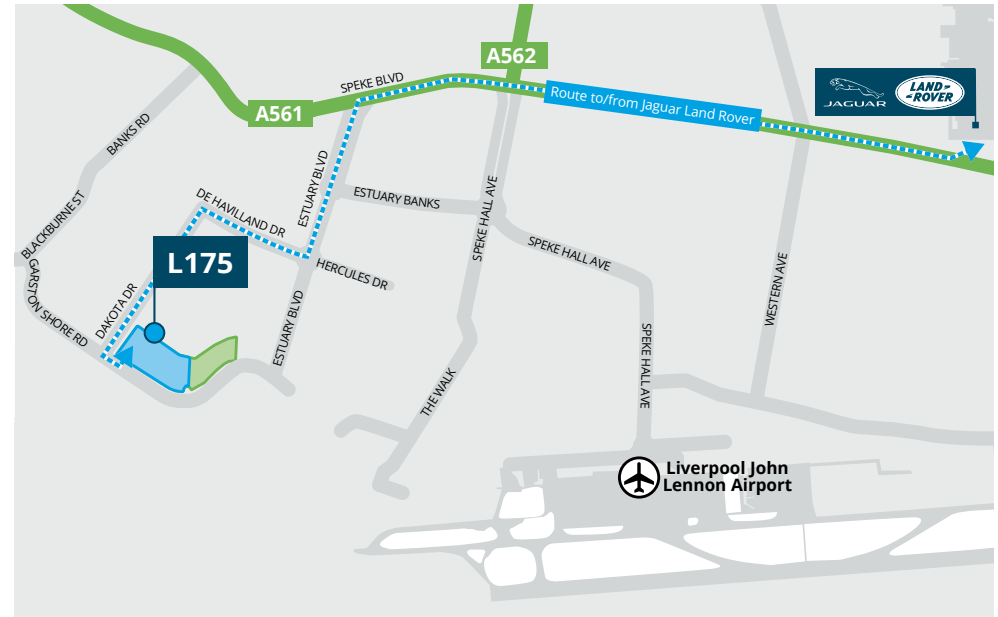 A562
SPEKE BLVD
JAGUAR
LAND-
-ROVER
Route to/from Jaguar Land Rover
A561
BANKS RD
ESTUARY BLVD
ESTUARY BANKS
SPEKE HALL AVE
DE HAVILLAND DR
BLACKBURNE ST
SPEKE HALL AVE
L175
HERCULES DR
GARSTON SHORE RD
DAKOTA DR
ESTUARY BLVD
WESTERN AVE
SPEKE HALL AVE
THE WALK
Liverpool John
Lennon Airport